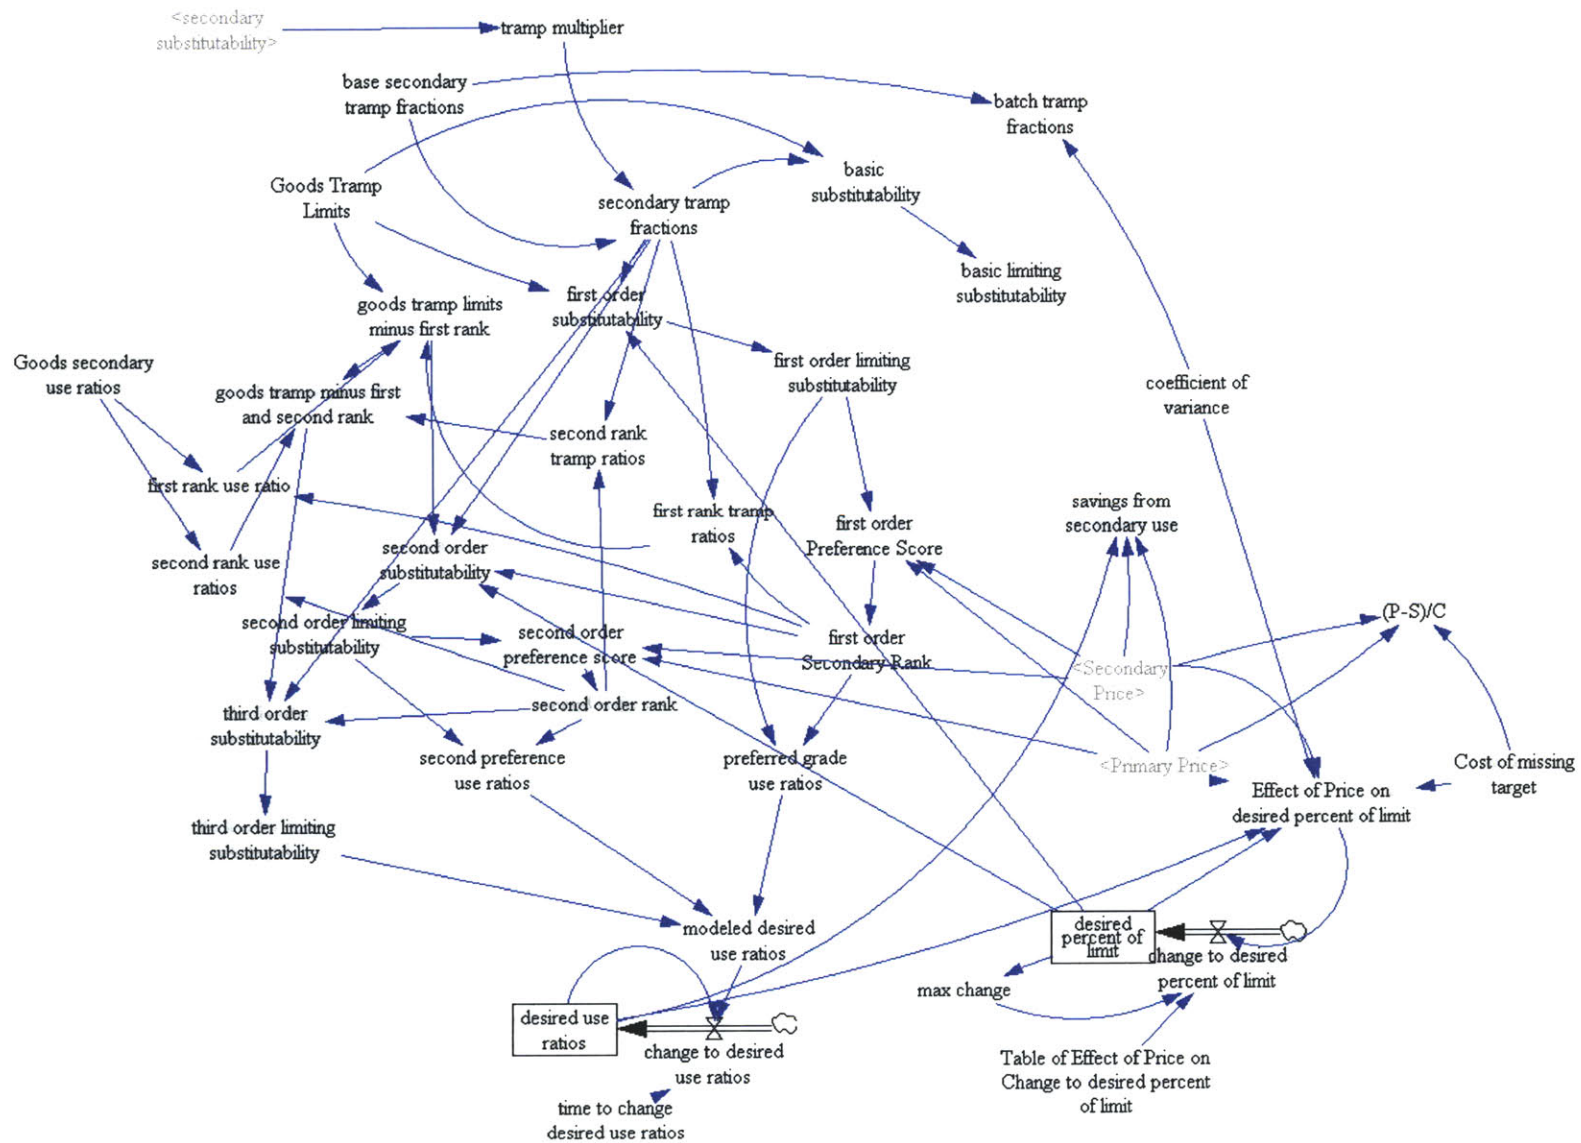 <secondary
substitutability>
tramp multiplier
base secondary
tramp fractions
batch tramp
fractions
basic
substitutability
Goods Tramp
Limits
secondary tramp
fractions
basic limiting
substitutability
first order
substitutability
goods tramp limits
minus first rank
Goods secondary
use ratios
goods tramp minus first
and second rank
first order limiting
substitutability
coefficient of
variance
second rank
tramp ratios
first rank use ratio
first rank tramp
ratios
first order
Preference Score
savings from
secondary use
second rank use
ratios
second order
substitutability
(P-S)/C
second order limiting
substitutability
second order
preference score
first order
Secondary Rank
<Secondary
Price>
third order
substitutability
second order rank
second preference
use ratios
preferred grade
use ratios
<Primary Price>
Cost of missing
target
Effect of Price on
desired percent of limit
third order limiting
substitutability
modeled desired
use ratios
desired
percent of
limit
change to desired
percent of limit
max change
desired use
ratios
change to desired
use ratios
Table of Effect of Price on
Change to desired percent
of limit
time to change
desired use ratios